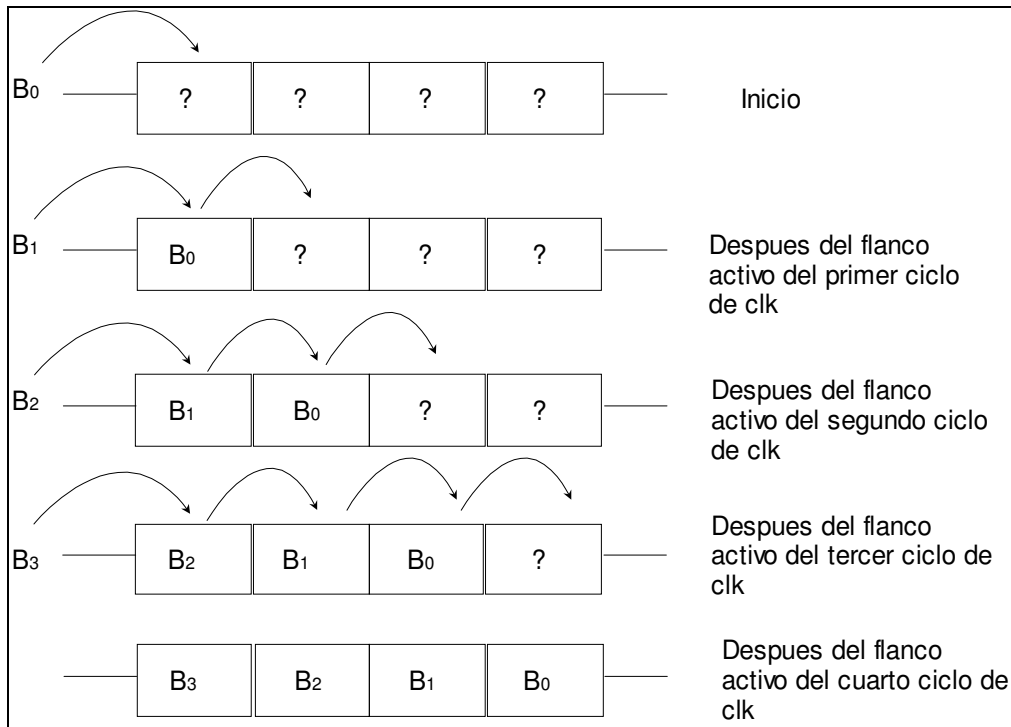 B0 ? ? ? ? Inicio
B1 B0 ? ? ? Despues del flanco
activo del primer ciclo
de clk
B2 B1 B0 ? ? Despues del flanco
activo del segundo ciclo
de clk
B3 B2 B1 B0 ? Despues del flanco
activo del tercer ciclo de
clk
B3 B2 B1 B0 Despues del flanco
activo del cuarto ciclo de
clk